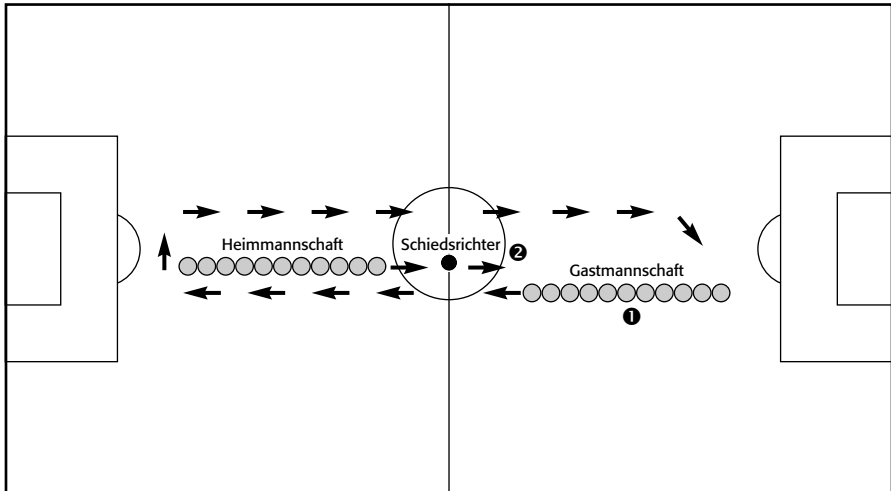 Heimmannschaft
Schiedsrichter
❷
Gastmannschaft
❶